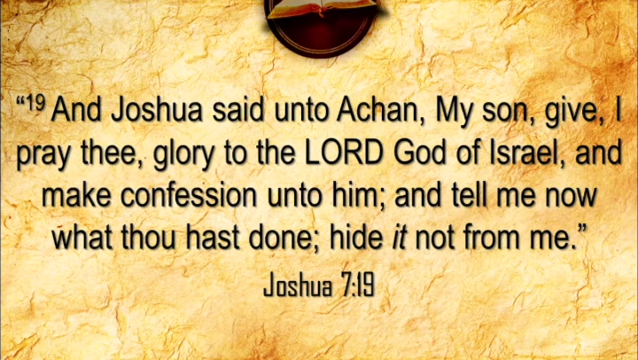 “19 And Joshua said unto Achan, My son, give, I
pray thee, glory to the LORD God of Israel, and
make confession unto him; and tell me now
what thou hast done; hide it not from me.”
Joshua 7:19